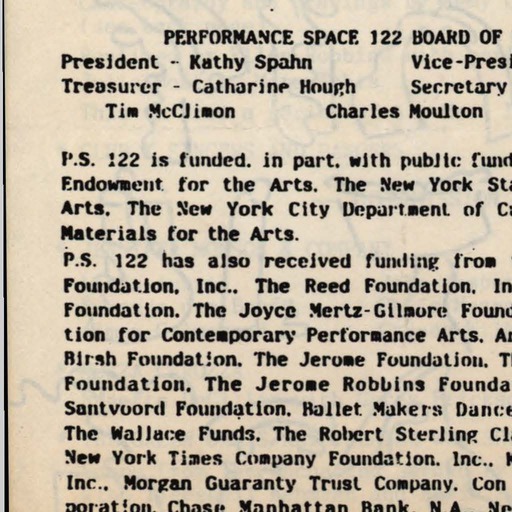 PERFORMANCE SPACE 122 BOARD OF
President - Kathy Spahn Vice-Presi
Treasurer - Catharine Hough Secretary
Tim McClimon Charles Moulton
P.S. 122 is funded, in part, with public fund
Endowment for the Arts, The New York Sta
Arts, The New York City Department of Cu
Materials for the Arts.
P.S. 122 has also received funding from
Foundation, Inc., The Reed Foundation, In
Foundation, The Joyce Mertz-Gilmore Found
tion for Contemporary Performance Arts, A
Birsh Foundation, The Jerome Foundation, T
Foundation, The Jerome Robbins Founda
Santvoord Foundation, Ballet Makers Dance
The Wallace Funds, The Robert Sterling Cl
New York Times Company Foundation, Inc., K
Inc., Morgan Guaranty Trust Company, Con
poration, Chase Manhattan Bank, N.A., Ne